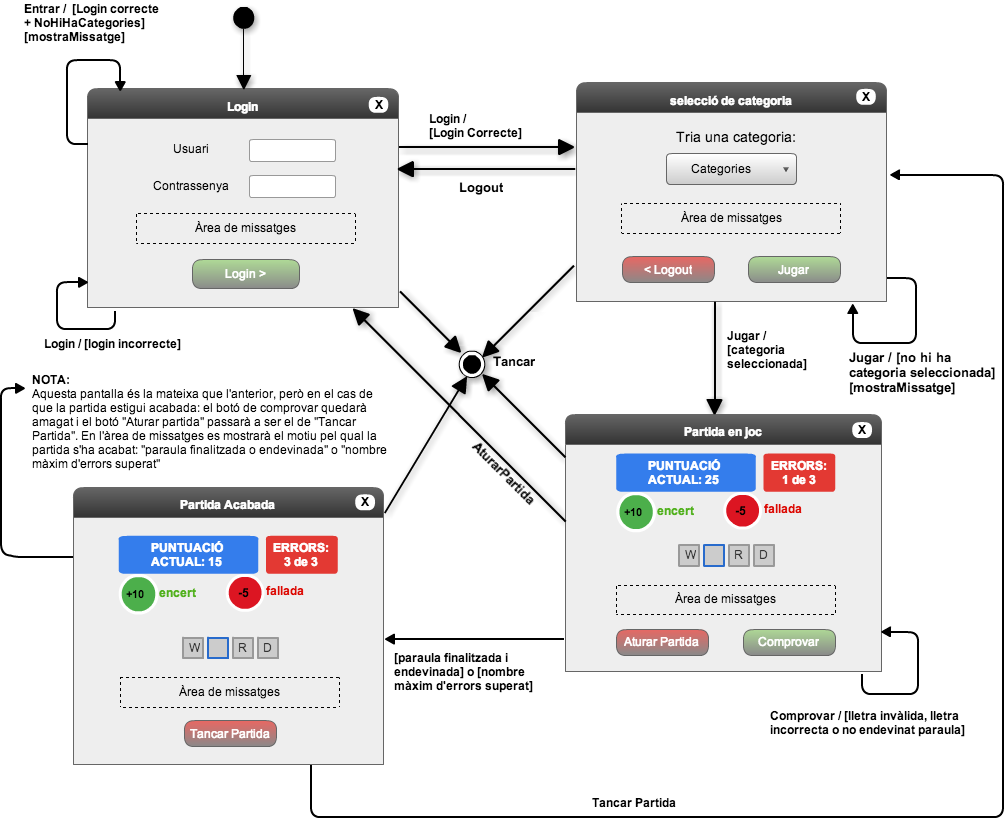 Entrar / [Login correcte
+ NoHiHaCategories]
[mostraMissatge]
Login
X
Usuari
Contrassenya
Àrea de missatges
Login >
Login / [login incorrecte]
Login /
[Login Correcte]
Logout
selecció de categoria
X
Tria una categoria:
Categories
Àrea de missatges
< Logout
Jugar
Tancar
Jugar /
[categoria
seleccionada]
Jugar / [no hi ha
categoria seleccionada]
[mostraMissatge]
NOTA:
Aquesta pantalla és la mateixa que l'anterior, però en el cas de
que la partida estigui acabada: el botó de comprovar quedarà
amagat i el botó "Aturar partida" passarà a ser el de "Tancar
Partida". En l'àrea de missatges es mostrarà el motiu pel qual la
partida s'ha acabat: "paraula finalitzada o endevinada" o "nombre
màxim d'errors superat"
AturarPartida
Partida en joc
X
PUNTUACIÓ
ACTUAL: 25
ERRORS:
1 de 3
+10
encert
-5
fallada
W R D
Àrea de missatges
Aturar Partida
Comprovar
Partida Acabada
X
PUNTUACIÓ
ACTUAL: 15
ERRORS:
3 de 3
+10
encert
-5
fallada
W R D
Àrea de missatges
Tancar Partida
[paraula finalitzada i
endevinada] o [nombre
màxim d'errors superat]
Comprovar / [lletra invàlida, lletra
incorrecta o no endevinat paraula]
Tancar Partida